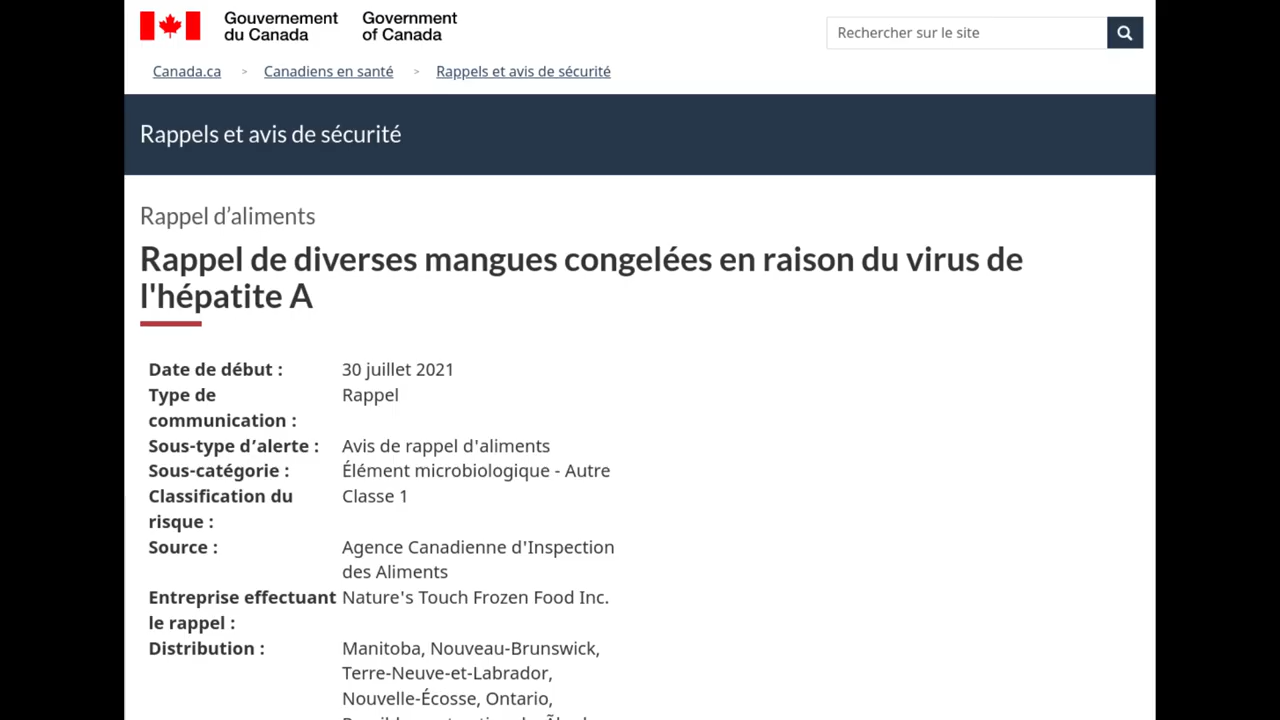 Gouvernement du Canada
Government of Canada
Rechercher sur le site
Canada.ca > Canadiens en santé > Rappels et avis de sécurité
Rappels et avis de sécurité
Rappel d’aliments
Rappel de diverses mangues congelées en raison du virus de
l'hépatite A
Date de début : 30 juillet 2021
Type de communication : Rappel
Sous-type d’alerte : Avis de rappel d'aliments
Sous-catégorie : Élément microbiologique - Autre
Classification du risque : Classe 1
Source : Agence Canadienne d'Inspection
des Aliments
Entreprise effectuant le rappel : Nature's Touch Frozen Food Inc.
Distribution : Manitoba, Nouveau-Brunswick,
Terre-Neuve-et-Labrador,
Nouvelle-Écosse, Ontario,